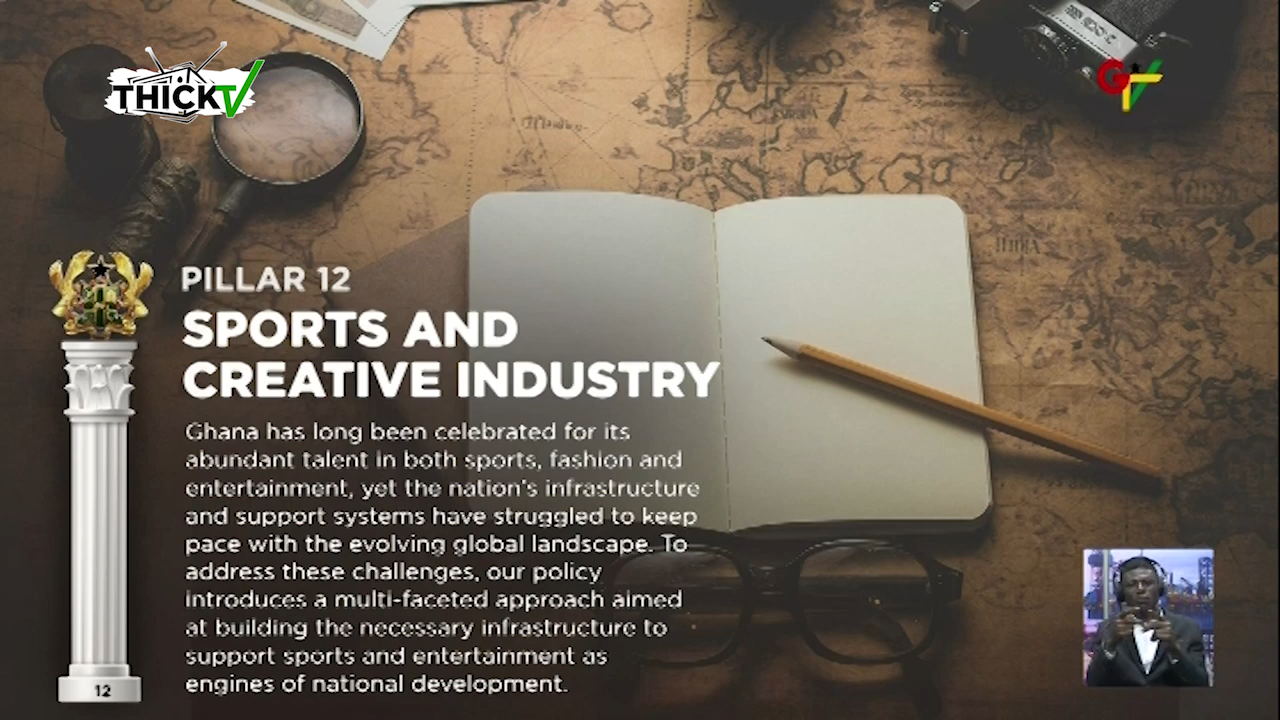 THICKTV
GTV
PILLAR 12
SPORTS AND
CREATIVE INDUSTRY
Ghana has long been celebrated for its
abundant talent in both sports, fashion and
entertainment, yet the nation's infrastructure
and support systems have struggled to keep
pace with the evolving global landscape. To
address these challenges, our policy
introduces a multi-faceted approach aimed
at building the necessary infrastructure to
support sports and entertainment as
engines of national development.
12